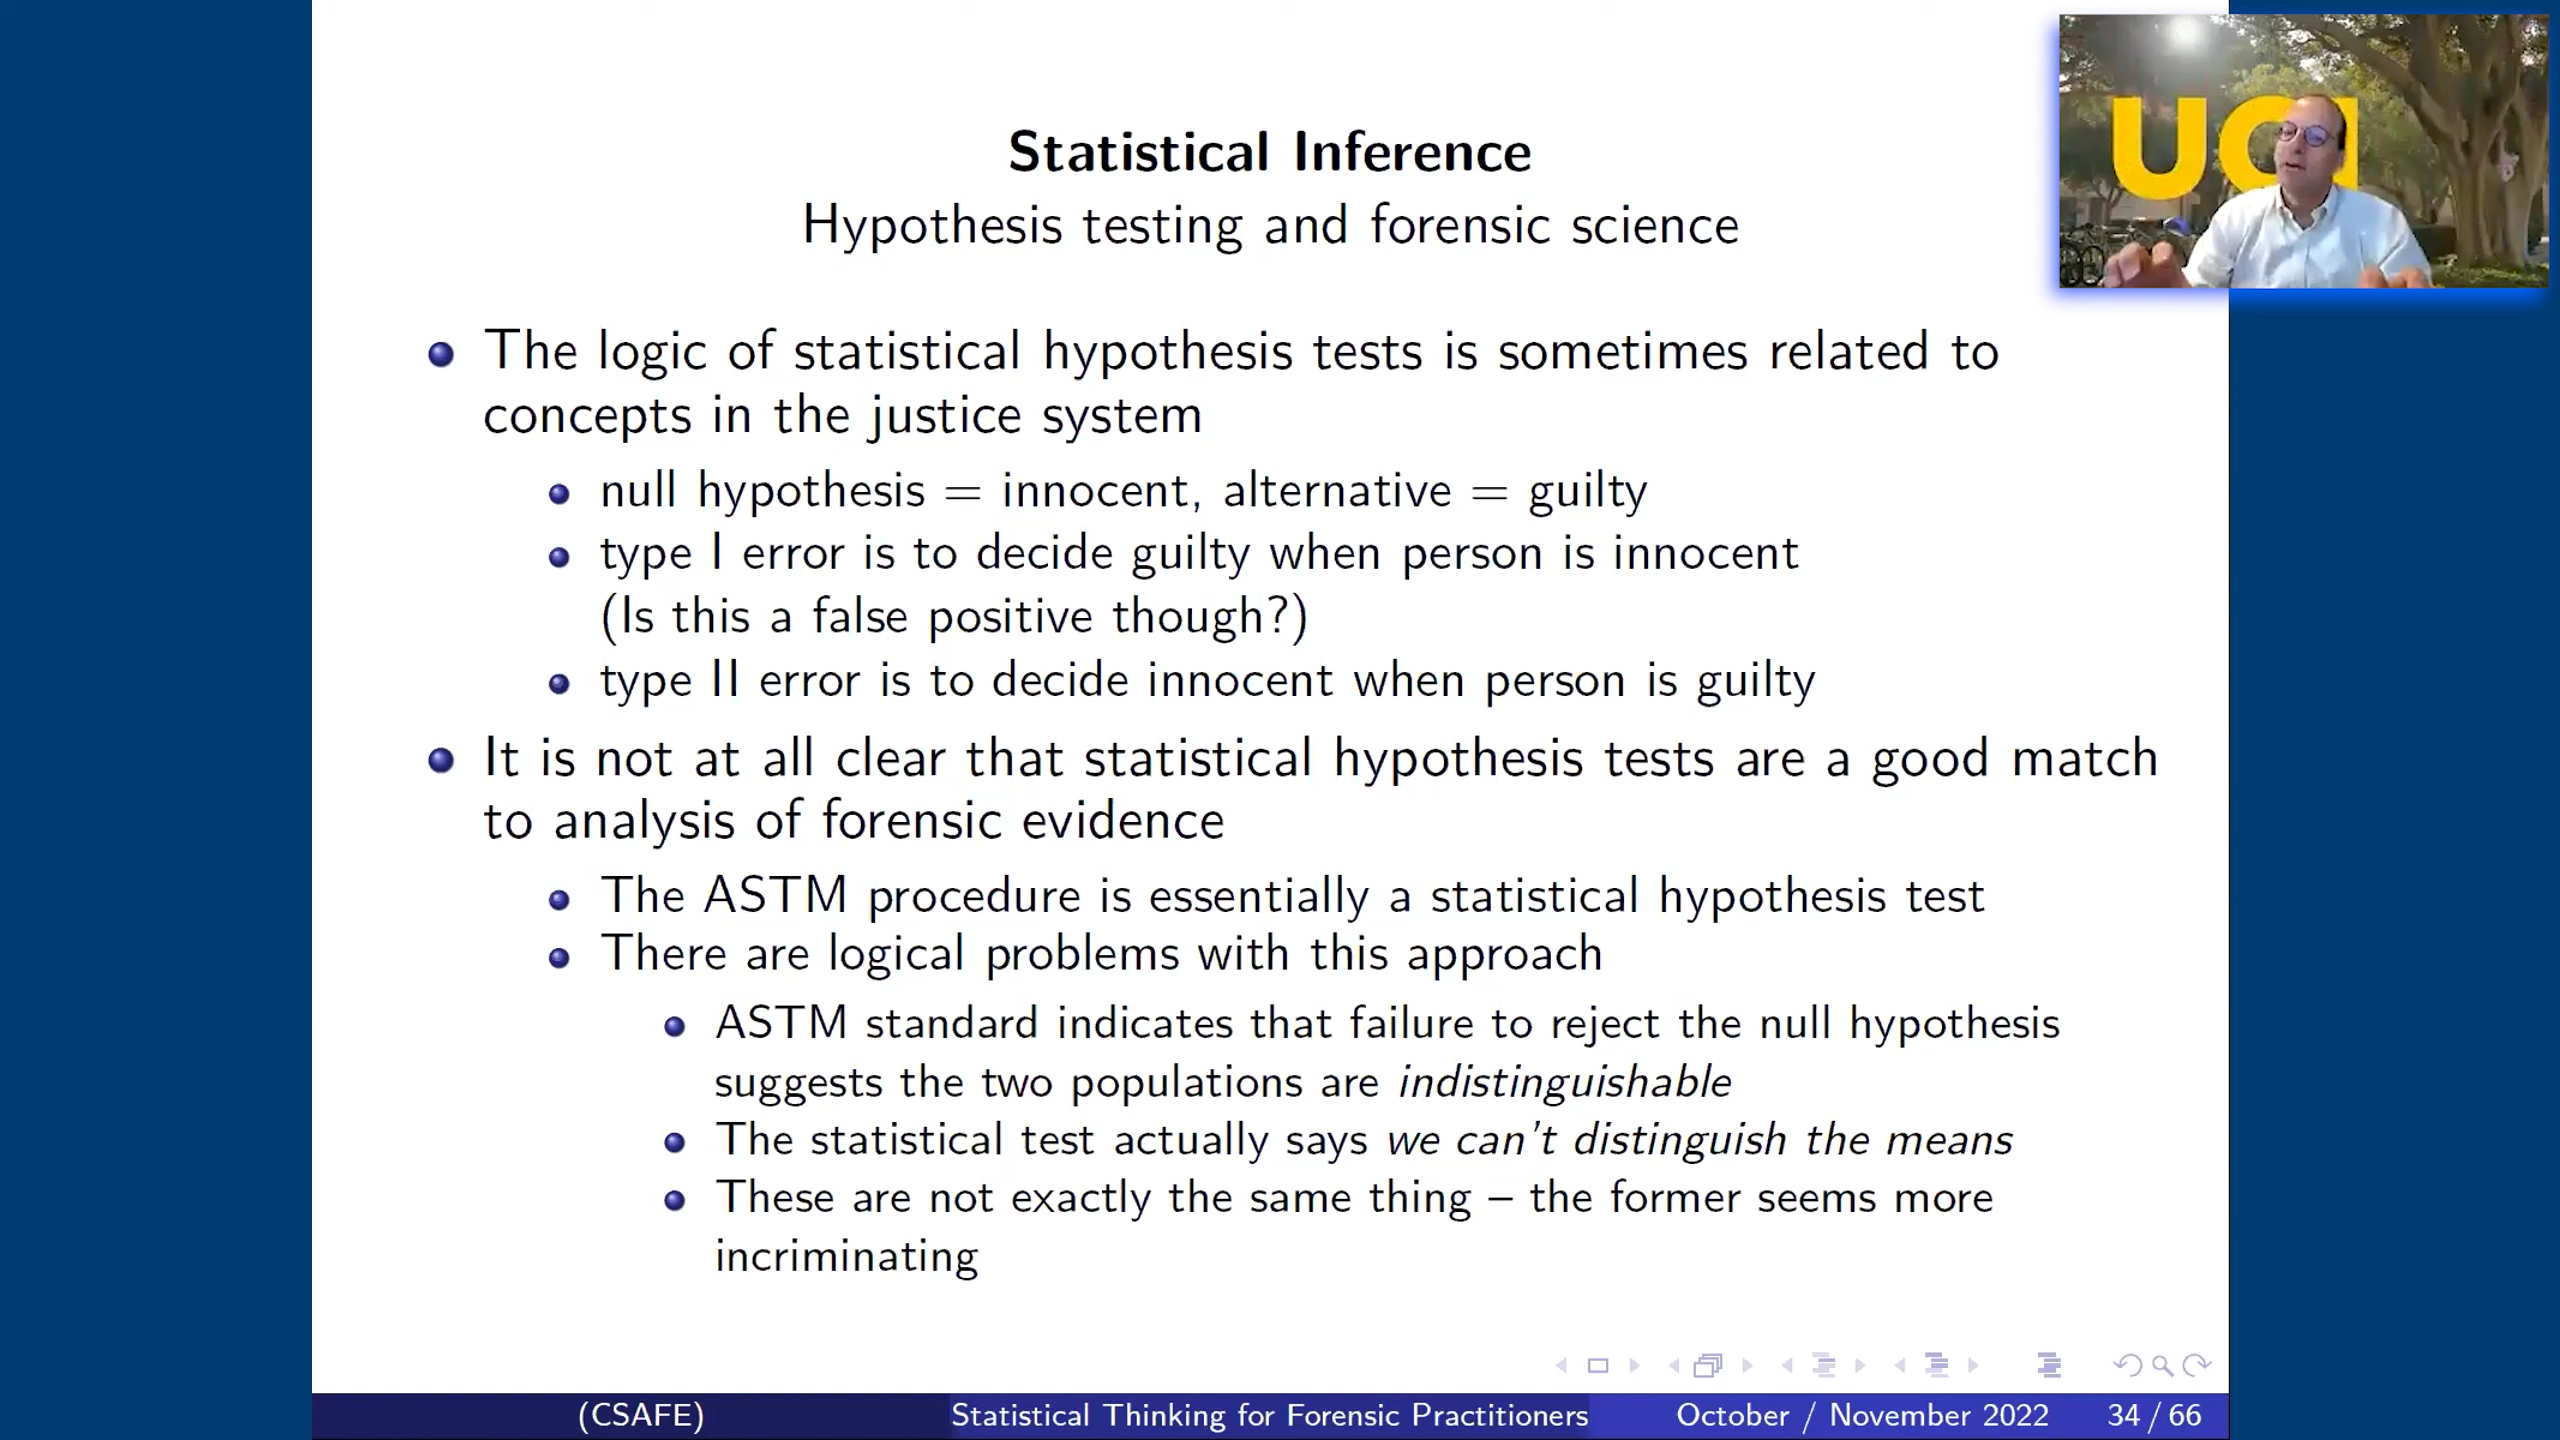 UCI
Statistical Inference
Hypothesis testing and forensic science
The logic of statistical hypothesis tests is sometimes related to
concepts in the justice system
null hypothesis = innocent, alternative = guilty
type I error is to decide guilty when person is innocent
(Is this a false positive though?)
type II error is to decide innocent when person is guilty
It is not at all clear that statistical hypothesis tests are a good match
to analysis of forensic evidence
The ASTM procedure is essentially a statistical hypothesis test
There are logical problems with this approach
ASTM standard indicates that failure to reject the null hypothesis
suggests the two populations are indistinguishable
The statistical test actually says we can't distinguish the means
These are not exactly the same thing – the former seems more
incriminating
(CSAFE) Statistical Thinking for Forensic Practitioners October / November 2022 34 / 66